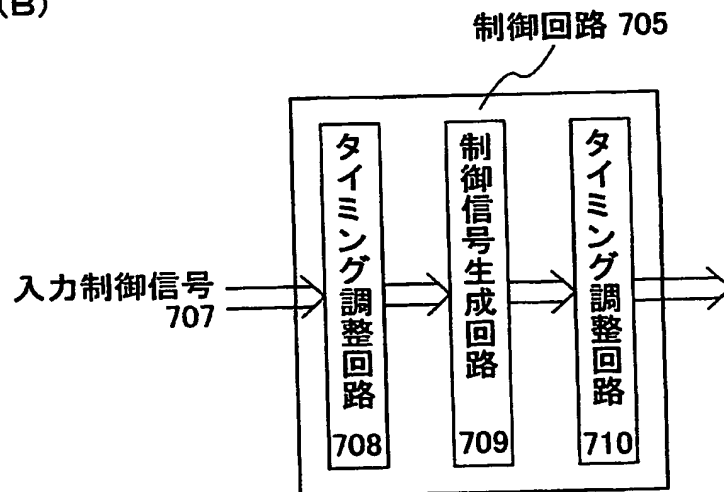 (B)
制御回路 705
入力制御信号
707
タイミング調整回路
708
制御信号生成回路
709
タイミング調整回路
710